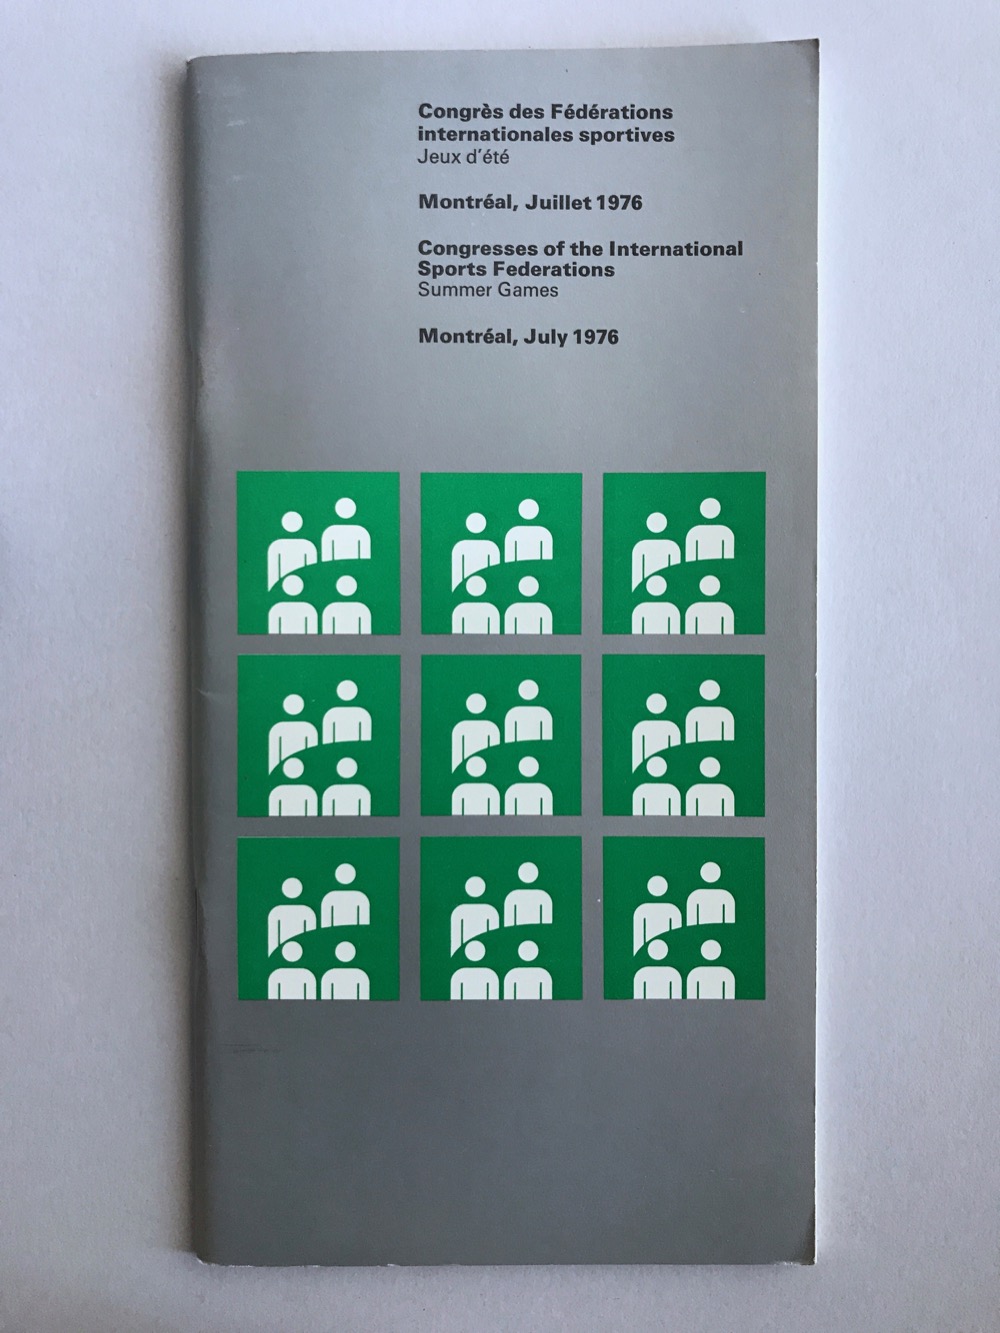 Congrès des Fédérations
internationales sportives
Jeux d'été
Montréal, Juillet 1976
Congresses of the International
Sports Federations
Summer Games
Montréal, July 1976